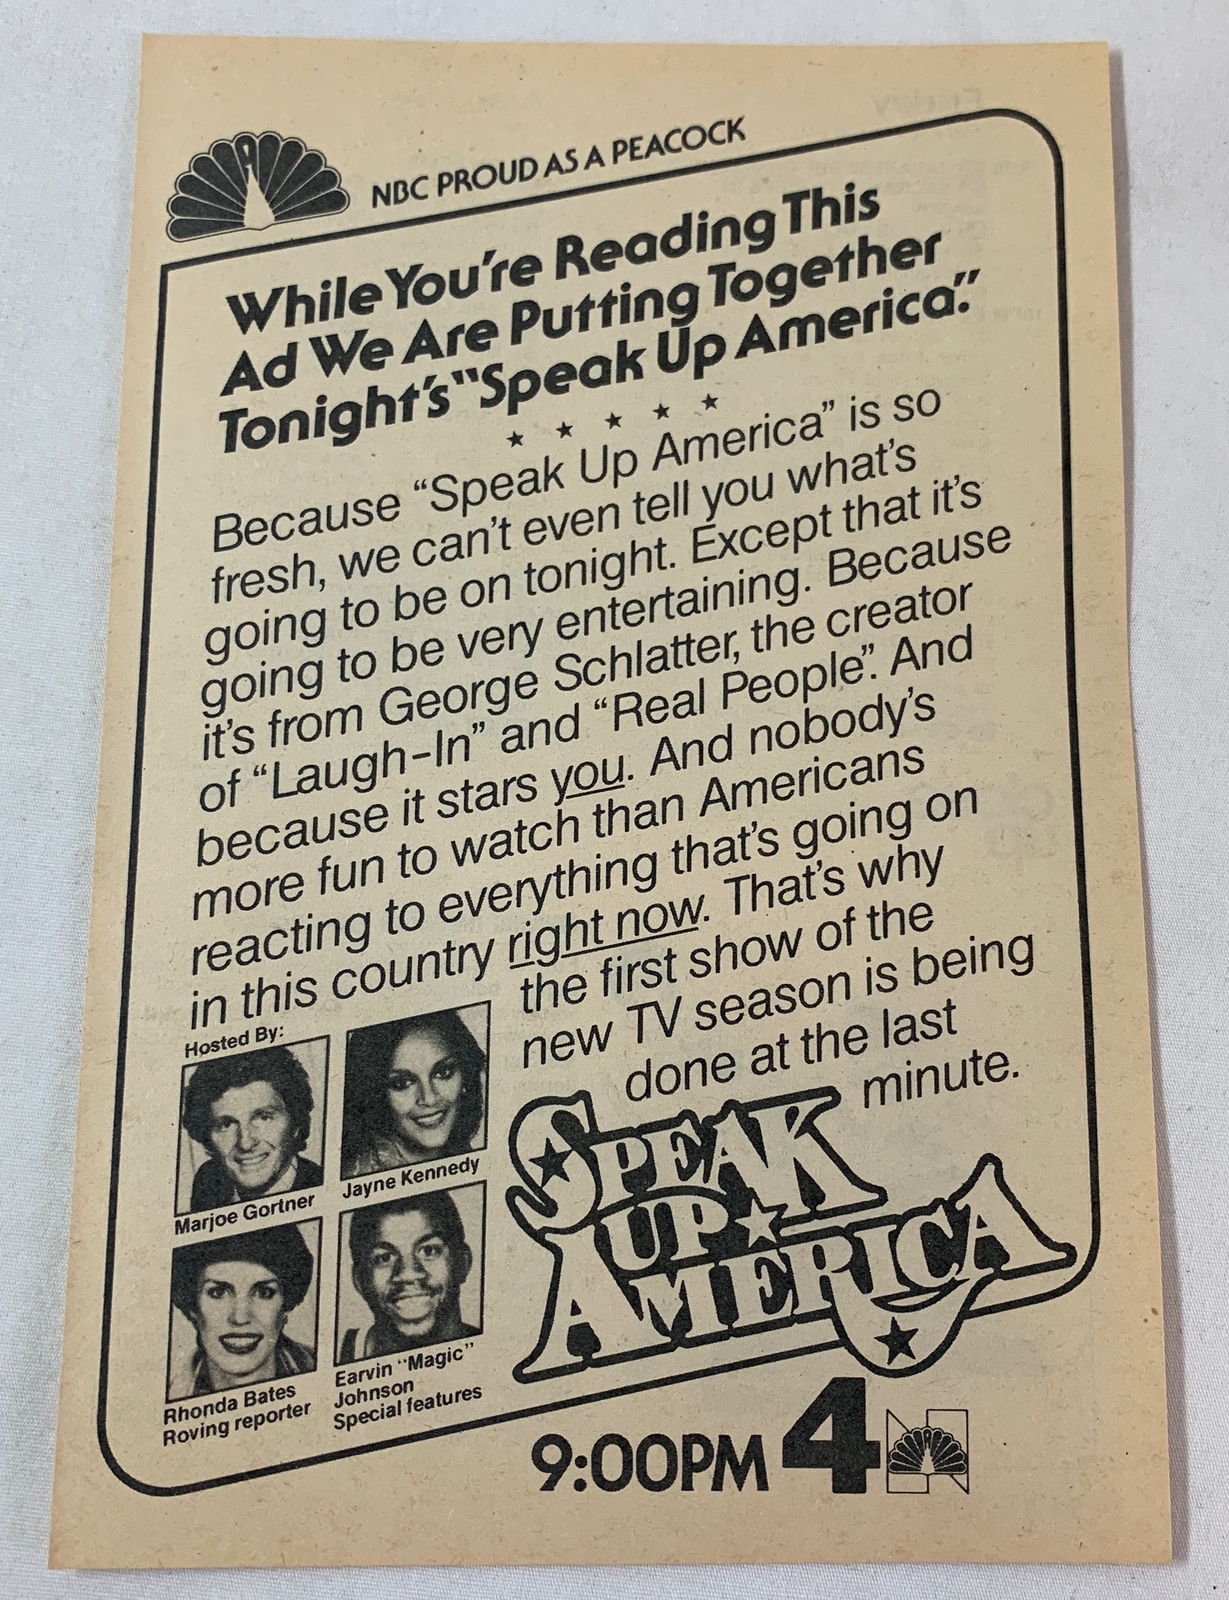 NBC PROUD AS A PEACOCK
While You're Reading This
Ad We Are Putting Together
Tonight's "Speak Up America."
★ ★ ★ ★ ★
Because "Speak Up America" is so
fresh, we can't even tell you what's
going to be on tonight. Except that it's
going to be very entertaining. Because
it's from George Schlatter, the creator
of "Laugh-In" and "Real People". And
because it stars you. And nobody's
more fun to watch than Americans
reacting to everything that's going on
in this country right now. That's why
the first show of the
new TV season is being
done at the last
minute.
Hosted By:
Marjoe Gortner
Jayne Kennedy
Rhonda Bates
Roving reporter
Earvin "Magic"
Johnson
Special features
SPEAK
UP
AMERICA
9:00PM 4